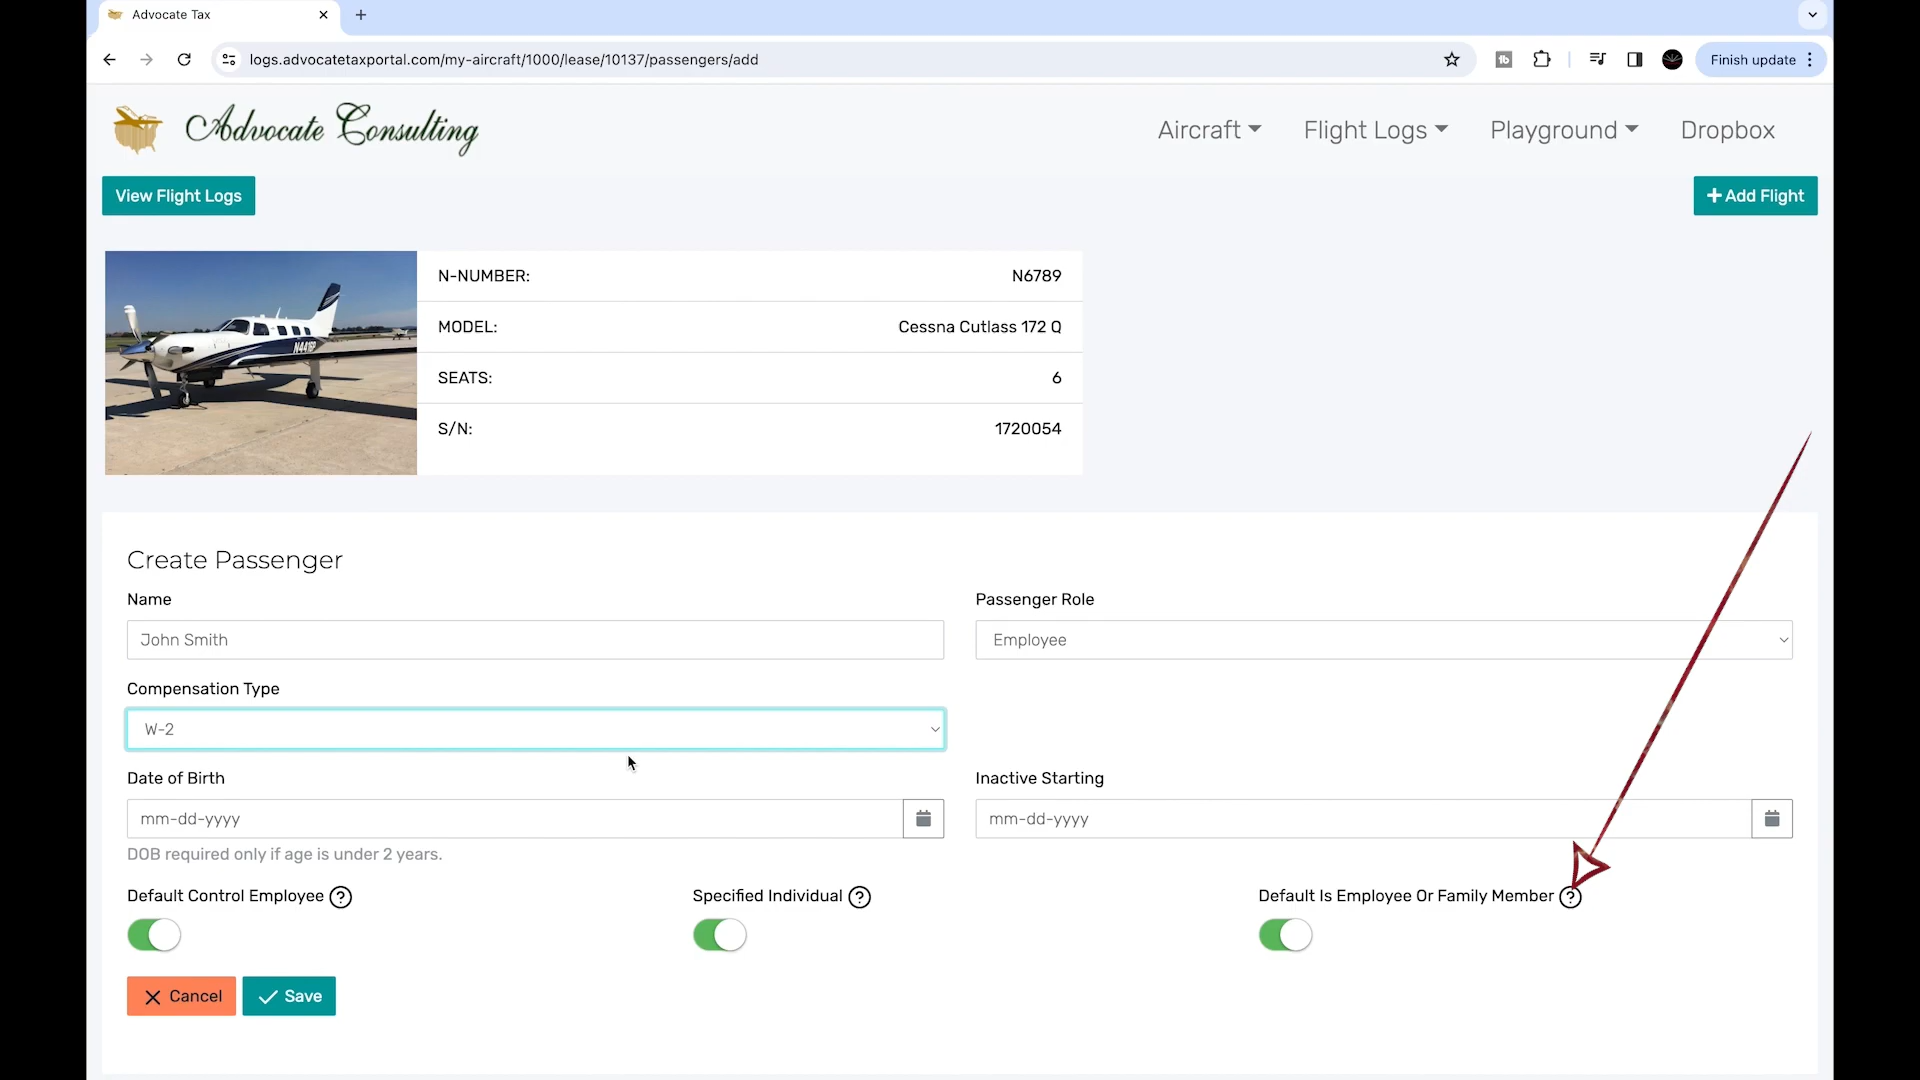 Advocate Tax
logs.advocatetaxportal.com/my-aircraft/1000/lease/10137/passengers/add
Finish update
Advocate Consulting
Aircraft
Flight Logs
Playground
Dropbox
View Flight Logs
+ Add Flight
N-NUMBER: N6789
MODEL: Cessna Cutlass 172 Q
SEATS: 6
S/N: 1720054
Create Passenger
Name
John Smith
Passenger Role
Employee
Compensation Type
W-2
Date of Birth
mm-dd-yyyy
DOB required only if age is under 2 years.
Inactive Starting
mm-dd-yyyy
Default Control Employee ?
Specified Individual ?
Default Is Employee Or Family Member ?
Cancel
Save